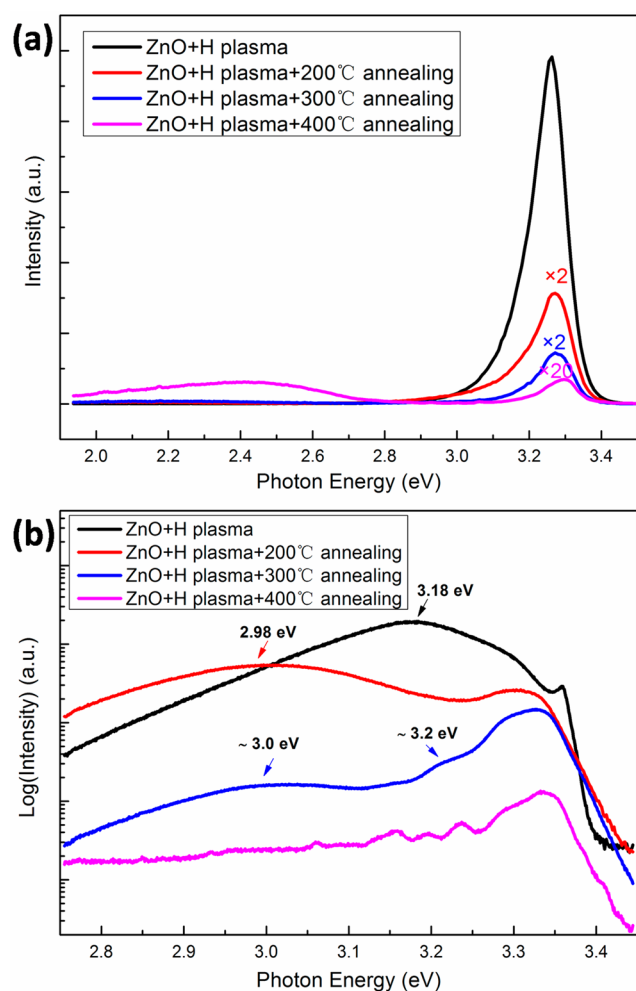 (a)
ZnO+H plasma
ZnO+H plasma+200℃ annealing
ZnO+H plasma+300℃ annealing
ZnO+H plasma+400℃ annealing
Intensity (a.u.)
×2
×2
×20
2.0 2.2 2.4 2.6 2.8 3.0 3.2 3.4
Photon Energy (eV)
(b)
ZnO+H plasma
ZnO+H plasma+200℃ annealing
ZnO+H plasma+300℃ annealing
ZnO+H plasma+400℃ annealing
3.18 eV
2.98 eV
~ 3.0 eV
~ 3.2 eV
Log(Intensity) (a.u.)
2.8 2.9 3.0 3.1 3.2 3.3 3.4
Photon Energy (eV)